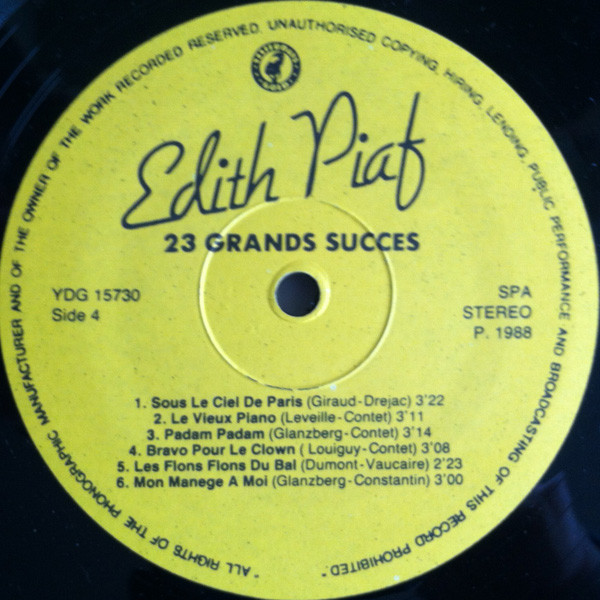 "ALL RIGHTS OF THE PHONOGRAPHIC MANUFACTURER AND OF THE OWNER OF THE WORK RECORDED RESERVED. UNAUTHORISED COPYING, HIRING, LENDING, PUBLIC PERFORMANCE AND BROADCASTING OF THIS RECORD PROHIBITED."
Edith Piaf
23 GRANDS SUCCES
YDG 15730
Side 4
SPA
STEREO
P. 1988
1. Sous Le Ciel De Paris (Giraud-Drejac) 3'22
2. Le Vieux Piano (Leveille-Contet) 3'11
3. Padam Padam (Glanzberg-Contet) 3'14
4. Bravo Pour Le Clown ( Louiguy-Contet) 3'08
5. Les Flons Flons Du Bal (Dumont-Vaucaire) 2'23
6. Mon Manege A Moi (Glanzberg-Constantin) 3'00